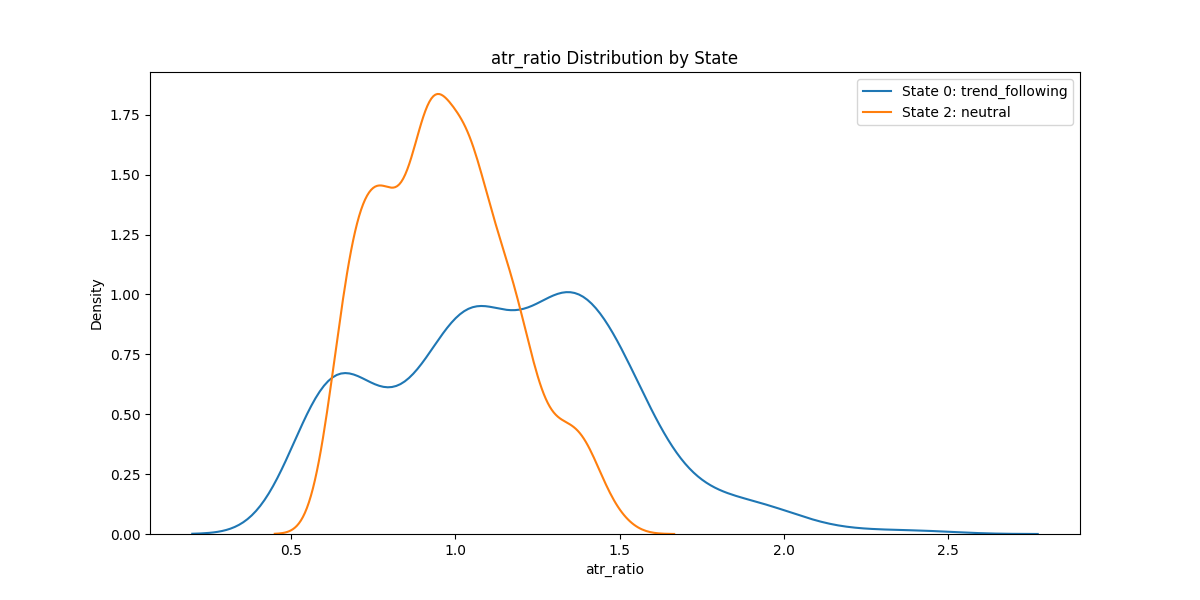 atr_ratio Distribution by State
State 0: trend_following
State 2: neutral
Density
1.75
1.50
1.25
1.00
0.75
0.50
0.25
0.00
0.5 1.0 1.5 2.0 2.5
atr_ratio